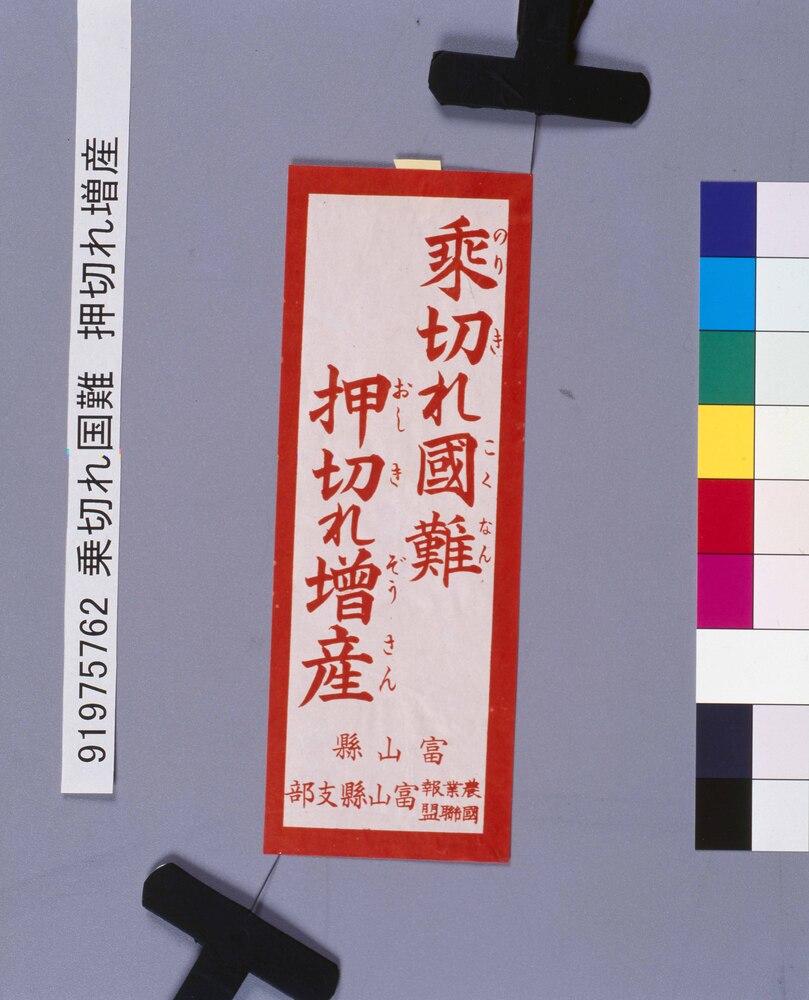 乘切れ國難
のり き こくなん
押切れ増産
おし き ぞうさん
富山縣
農業報國聯盟富山縣支部
91975762 乗切れ国難 押切れ増産